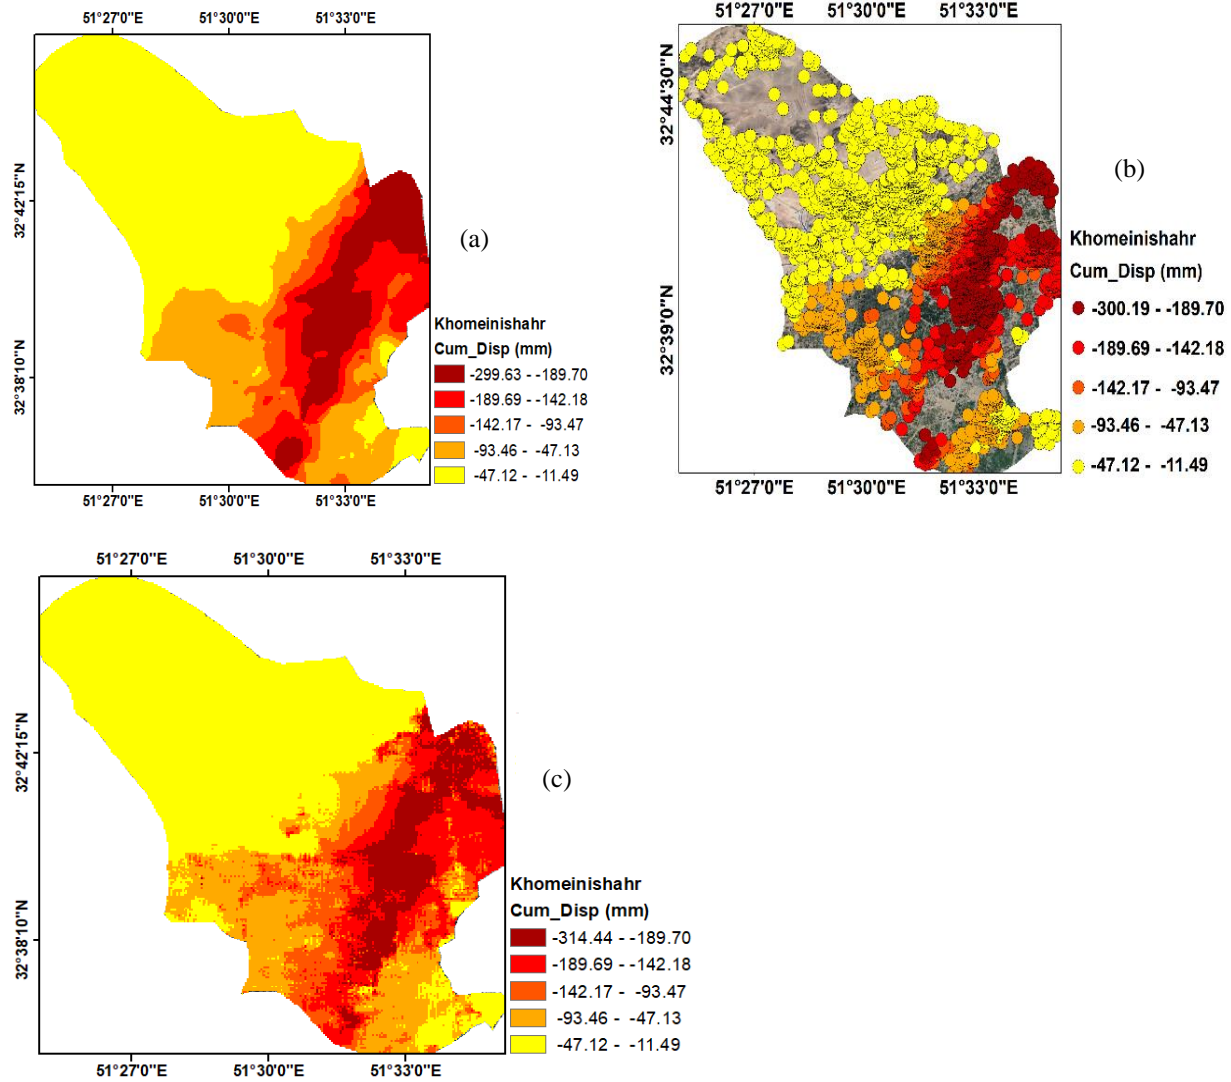 51°27'0"E 51°30'0"E 51°33'0"E
32°42'15"N
32°38'10"N
(a)
Khomeinishahr
Cum_Disp (mm)
-299.63 - -189.70
-189.69 - -142.18
-142.17 - -93.47
-93.46 - -47.13
-47.12 - -11.49
51°27'0"E 51°30'0"E 51°33'0"E
51°27'0"E 51°30'0"E 51°33'0"E
32°44'30"N
32°39'0"N
(b)
Khomeinishahr
Cum_Disp (mm)
-300.19 - -189.70
-189.69 - -142.18
-142.17 - -93.47
-93.46 - -47.13
-47.12 - -11.49
51°27'0"E 51°30'0"E 51°33'0"E
51°27'0"E 51°30'0"E 51°33'0"E
32°42'15"N
32°38'10"N
(c)
Khomeinishahr
Cum_Disp (mm)
-314.44 - -189.70
-189.69 - -142.18
-142.17 - -93.47
-93.46 - -47.13
-47.12 - -11.49
51°27'0"E 51°30'0"E 51°33'0"E